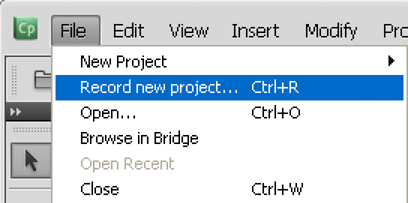 Cp File Edit View Insert Modify Pro
New Project
Record new project... Ctrl+R
Open... Ctrl+O
Browse in Bridge
Open Recent
Close Ctrl+W